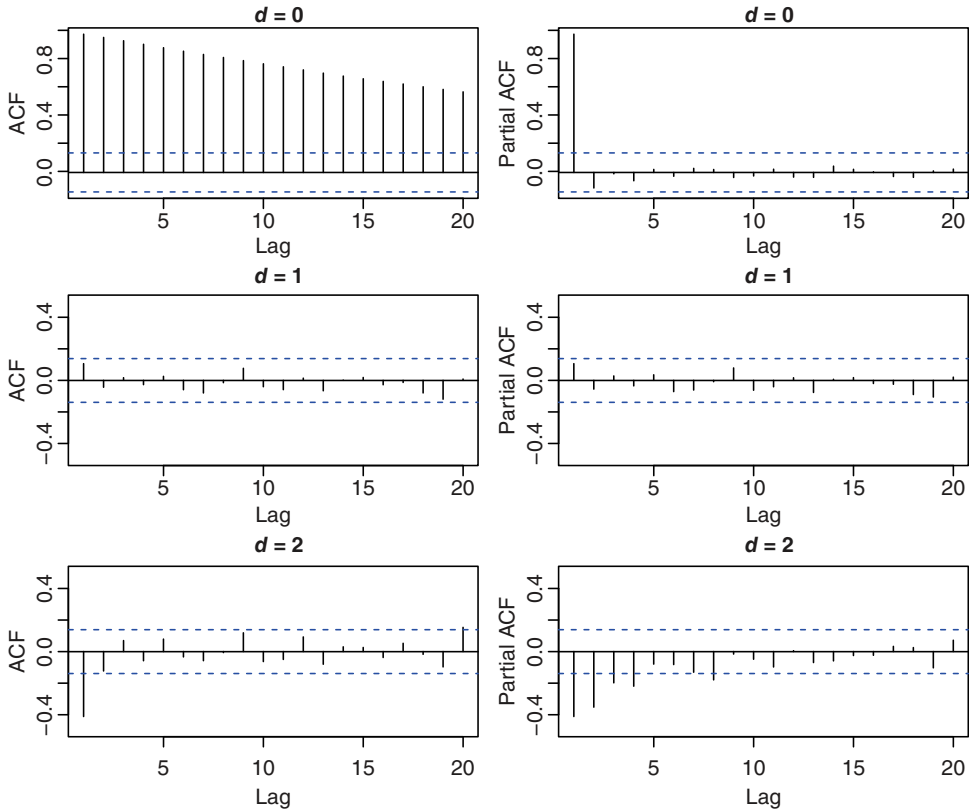 d = 0
ACF
0.0 0.4 0.8
5 10 15 20
Lag
d = 0
Partial ACF
0.0 0.4 0.8
5 10 15 20
Lag
d = 1
ACF
−0.4 0.0 0.4
5 10 15 20
Lag
d = 1
Partial ACF
−0.4 0.0 0.4
5 10 15 20
Lag
d = 2
ACF
−0.4 0.0 0.4
5 10 15 20
Lag
d = 2
Partial ACF
−0.4 0.0 0.4
5 10 15 20
Lag